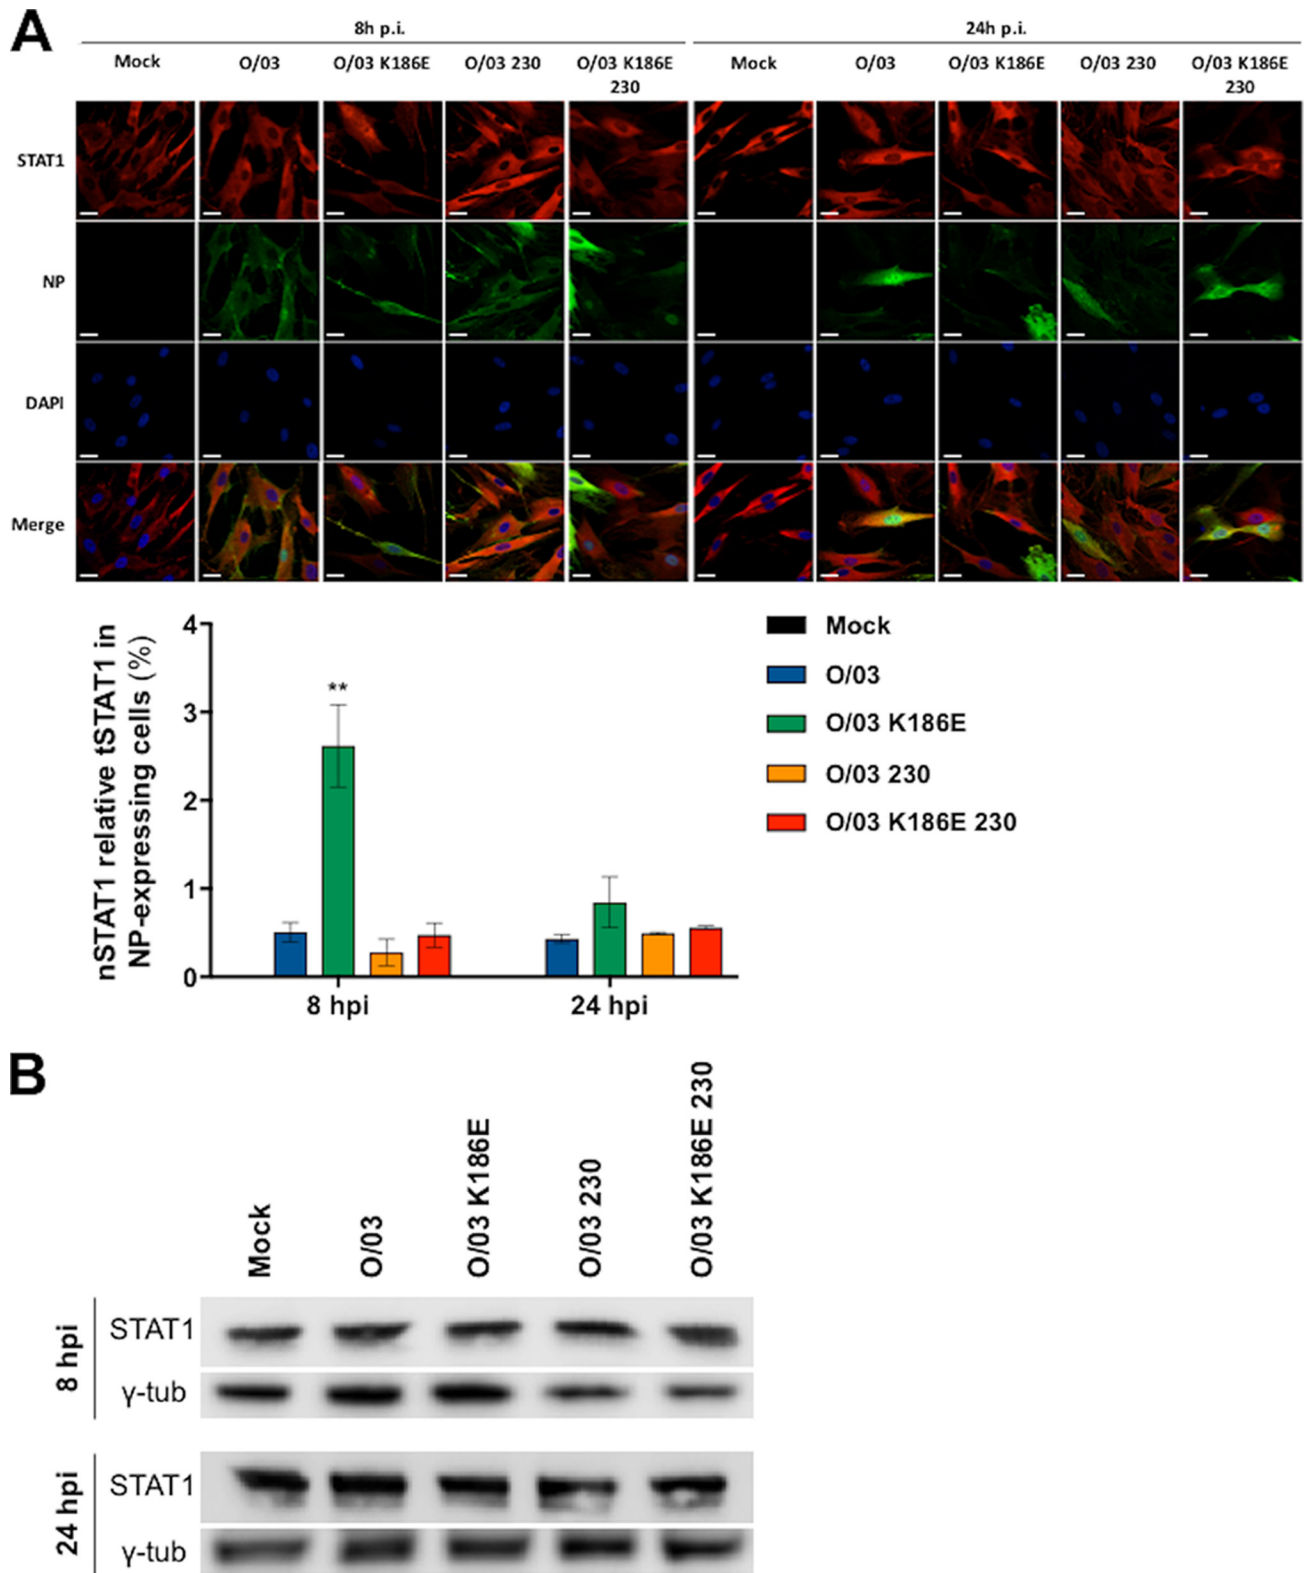 A
8h p.i.
24h p.i.
Mock
O/03
O/03 K186E
O/03 230
O/03 K186E
230
Mock
O/03
O/03 K186E
O/03 230
O/03 K186E
230
STAT1
NP
DAPI
Merge
nSTAT1 relative tSTAT1 in
NP-expressing cells (%)
4
3
2
1
0
**
8 hpi
24 hpi
Mock
O/03
O/03 K186E
O/03 230
O/03 K186E 230
B
Mock
O/03
O/03 K186E
O/03 230
O/03 K186E 230
8 hpi
STAT1
γ-tub
24 hpi
STAT1
γ-tub